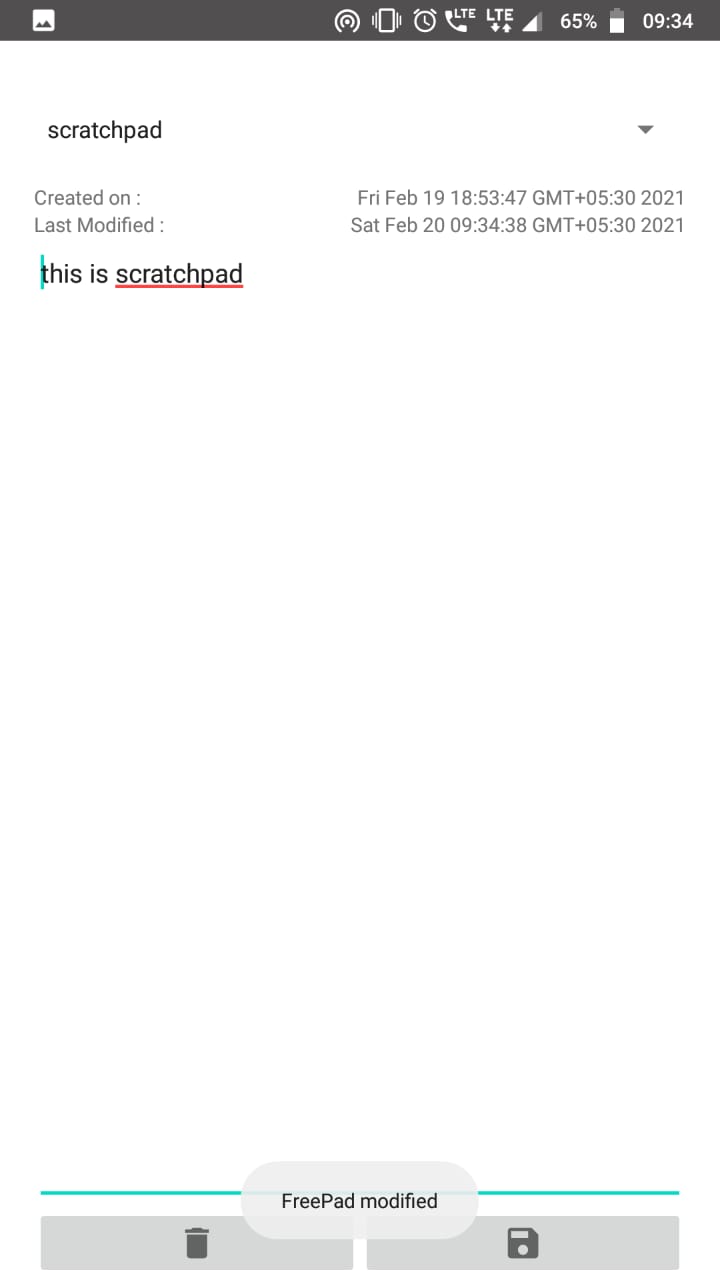 LTE LTE 65% 09:34
scratchpad
Created on : Fri Feb 19 18:53:47 GMT+05:30 2021
Last Modified : Sat Feb 20 09:34:38 GMT+05:30 2021
this is scratchpad
FreePad modified